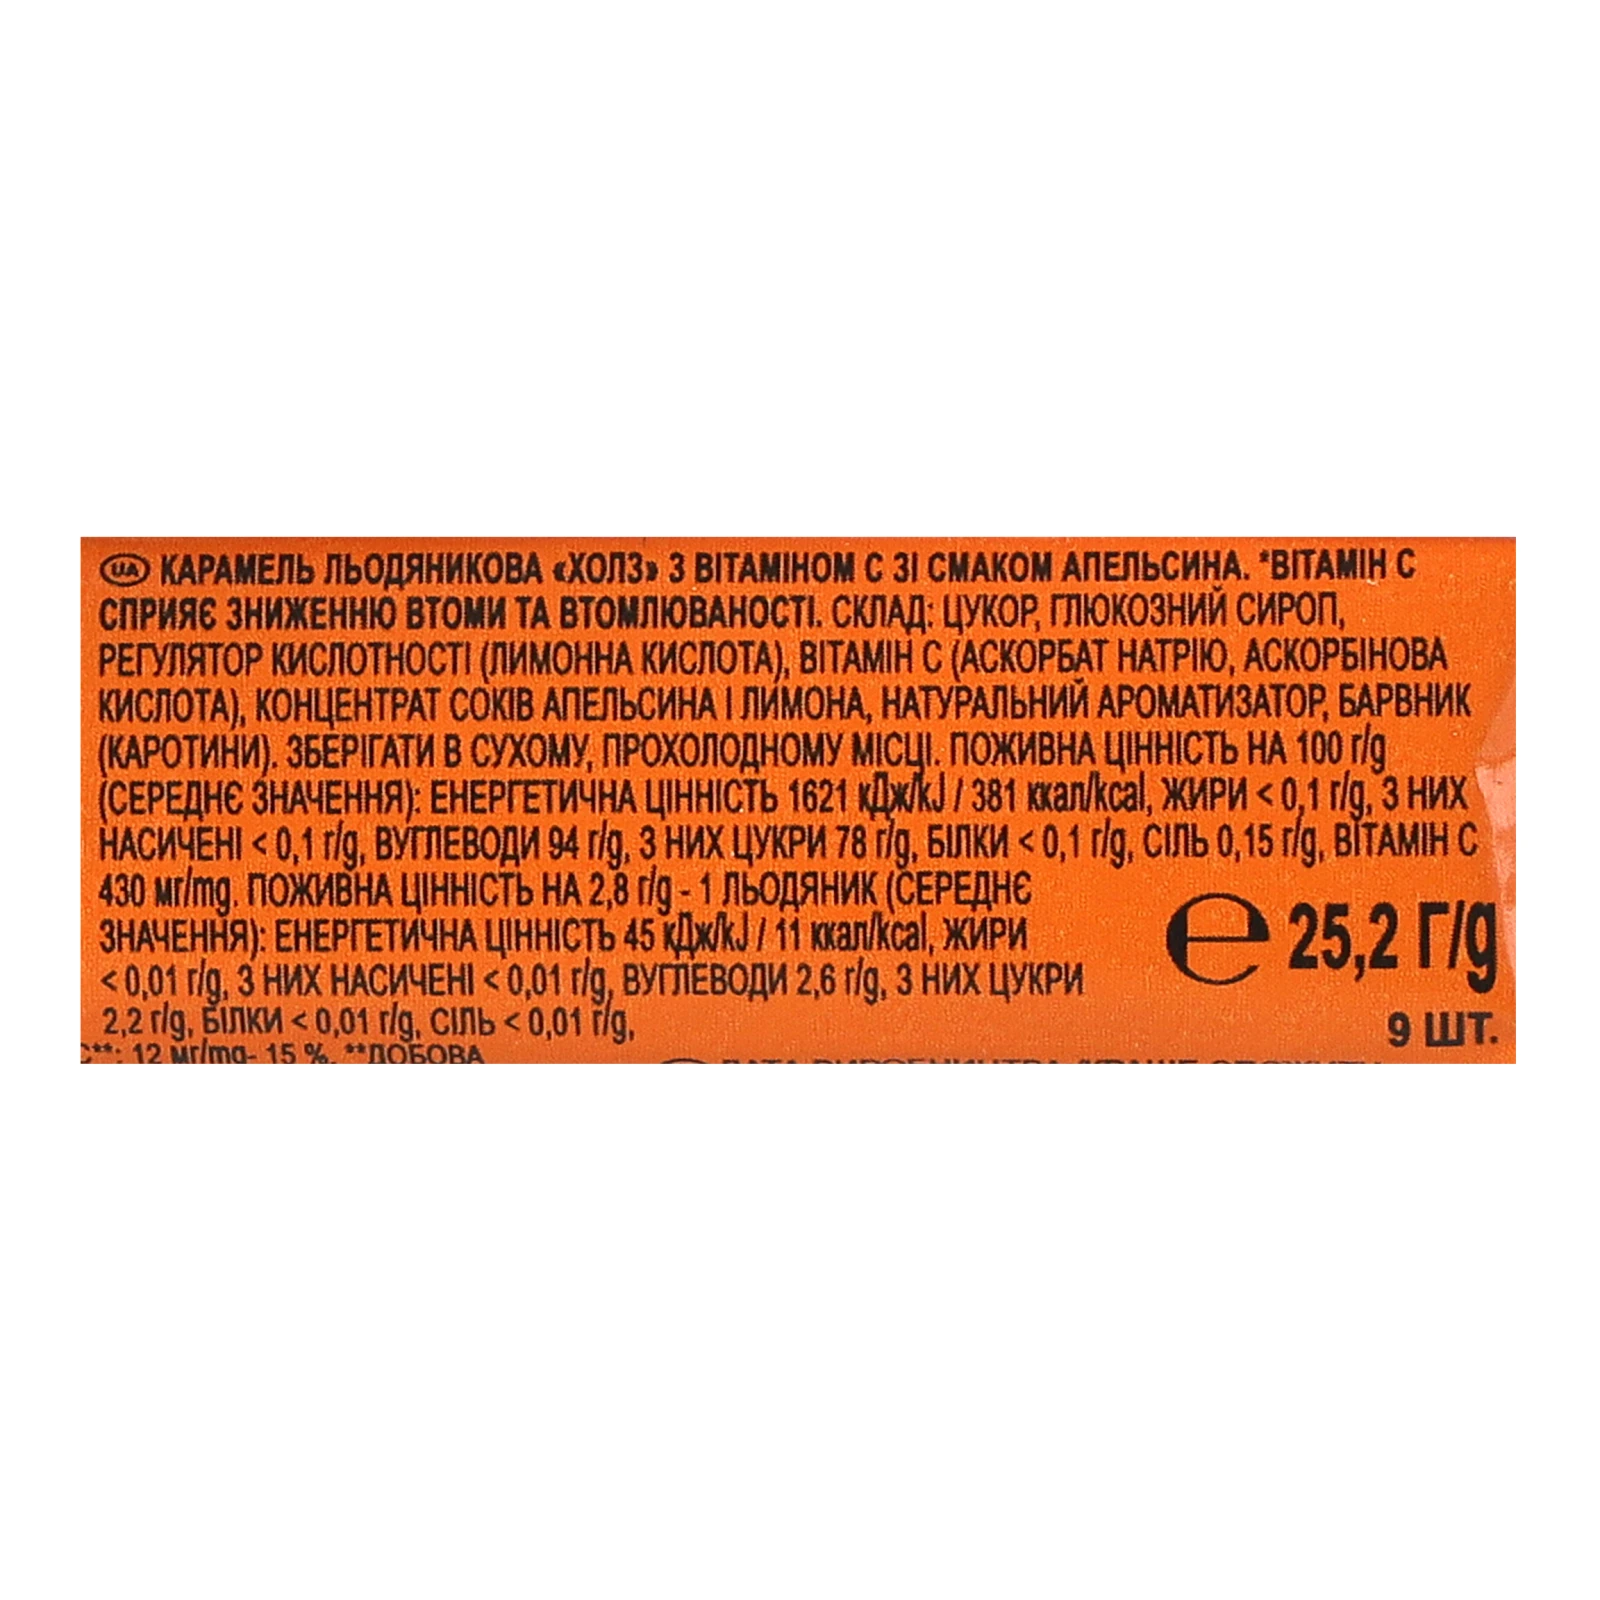 UA КАРАМЕЛЬ ЛЬОДЯНИКОВА «ХОЛЗ» З ВІТАМІНОМ С ЗІ СМАКОМ АПЕЛЬСИНА. *ВІТАМІН С
СПРИЯЄ ЗНИЖЕННЮ ВТОМИ ТА ВТОМЛЮВАНОСТІ. СКЛАД: ЦУКОР, ГЛЮКОЗНИЙ СИРОП,
РЕГУЛЯТОР КИСЛОТНОСТІ (ЛИМОННА КИСЛОТА), ВІТАМІН С (АСКОРБАТ НАТРІЮ, АСКОРБІНОВА
КИСЛОТА), КОНЦЕНТРАТ СОКІВ АПЕЛЬСИНА І ЛИМОНА, НАТУРАЛЬНИЙ АРОМАТИЗАТОР, БАРВНИК
(КАРОТИНИ). ЗБЕРІГАТИ В СУХОМУ, ПРОХОЛОДНОМУ МІСЦІ. ПОЖИВНА ЦІННІСТЬ НА 100 г/g
(СЕРЕДНЄ ЗНАЧЕННЯ): ЕНЕРГЕТИЧНА ЦІННІСТЬ 1621 кДж/kJ / 381 ккал/kcal, ЖИРИ < 0,1 г/g, З НИХ
НАСИЧЕНІ < 0,1 г/g, ВУГЛЕВОДИ 94 г/g, З НИХ ЦУКРИ 78 г/g, БІЛКИ < 0,1 г/g, СІЛЬ 0,15 г/g, ВІТАМІН С
430 мг/mg. ПОЖИВНА ЦІННІСТЬ НА 2,8 г/g - 1 ЛЬОДЯНИК (СЕРЕДНЄ
ЗНАЧЕННЯ): ЕНЕРГЕТИЧНА ЦІННІСТЬ 45 кДж/kJ / 11 ккал/kcal, ЖИРИ
< 0,01 г/g, З НИХ НАСИЧЕНІ < 0,01 г/g, ВУГЛЕВОДИ 2,6 г/g, З НИХ ЦУКРИ
2,2 г/g, БІЛКИ < 0,01 г/g, СІЛЬ < 0,01 г/g,
℮ 25,2 Г/g
9 ШТ.
С**: 12 мг/mg- 15 %. **ДОБОВА